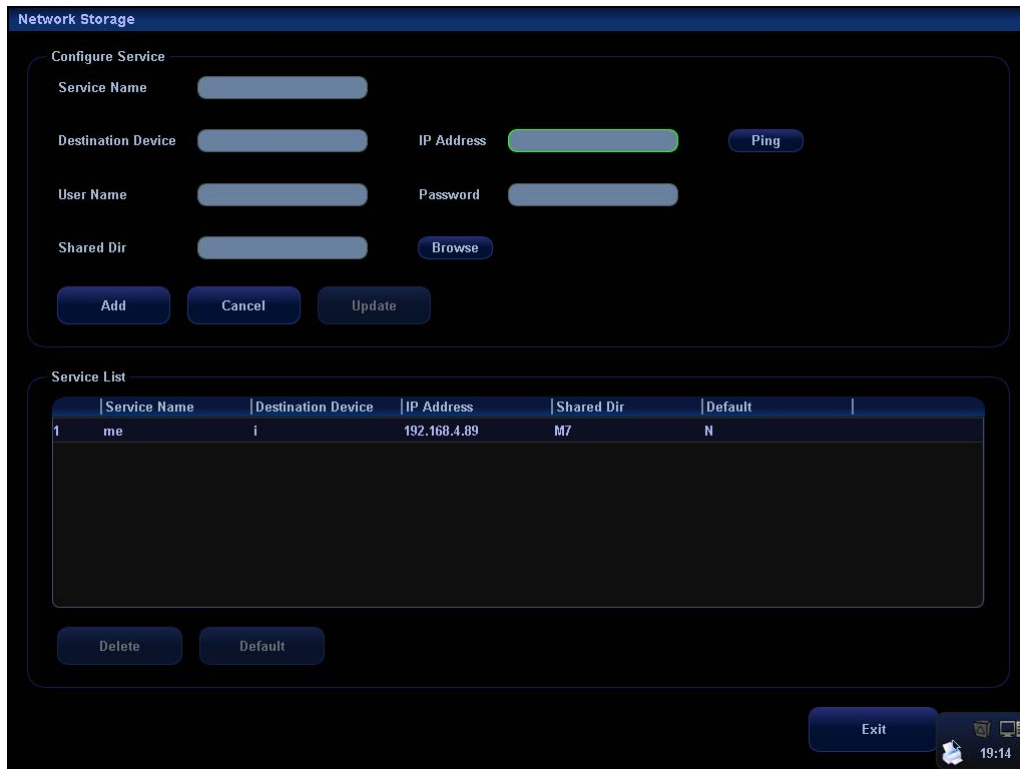 Network Storage
Configure Service
Service Name
Destination Device IP Address Ping
User Name Password
Shared Dir Browse
Add Cancel Update
Service List
Service Name Destination Device IP Address Shared Dir Default
1 me i 192.168.4.89 M7 N
Delete Default
Exit
19:14